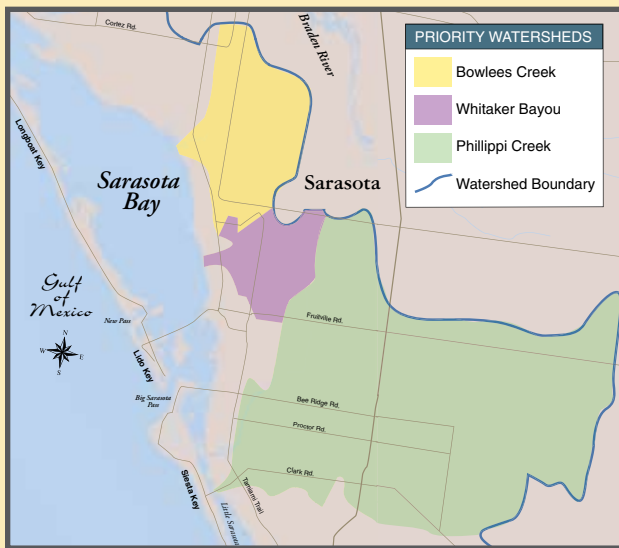 Cortez Rd.
Braden River
PRIORITY WATERSHEDS
Bowlees Creek
Whitaker Bayou
Phillippi Creek
Watershed Boundary
Longboat Key
Sarasota
Bay
Sarasota
Gulf
of
Mexico
New Pass
N
W
E
S
Fruitville Rd.
Lido Key
Big Sarasota
Pass
Bee Ridge Rd.
Proctor Rd.
Clark Rd.
Siesta Key
Tamiami Trail
Little Sarasota